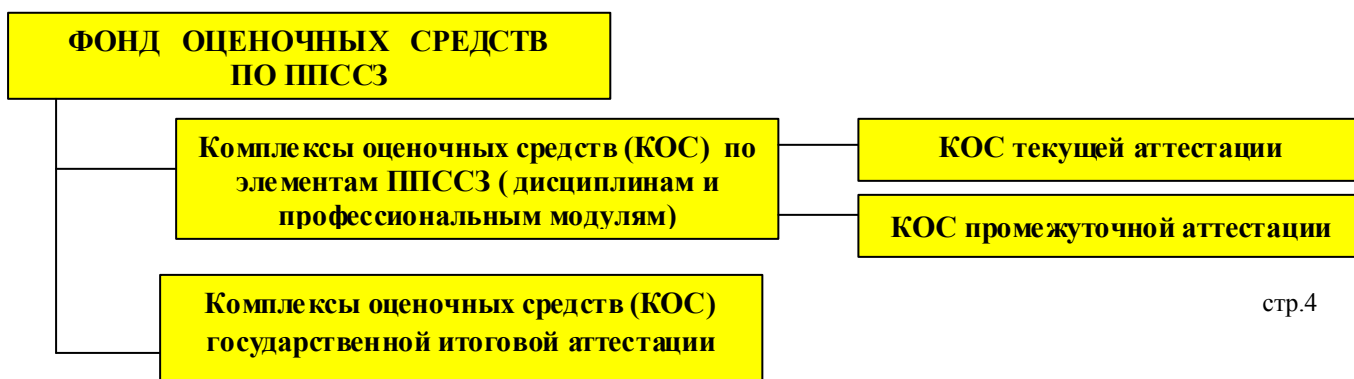 ФОНД ОЦЕНОЧНЫХ СРЕДСТВ
ПО ППССЗ
Комплексы оценочных средств (КОС) по
элементам ППССЗ ( дисциплинам и
профессиональным модулям)
КОС текущей аттестации
КОС промежуточной аттестации
Комплексы оценочных средств (КОС)
государственной итоговой аттестации
стр.4